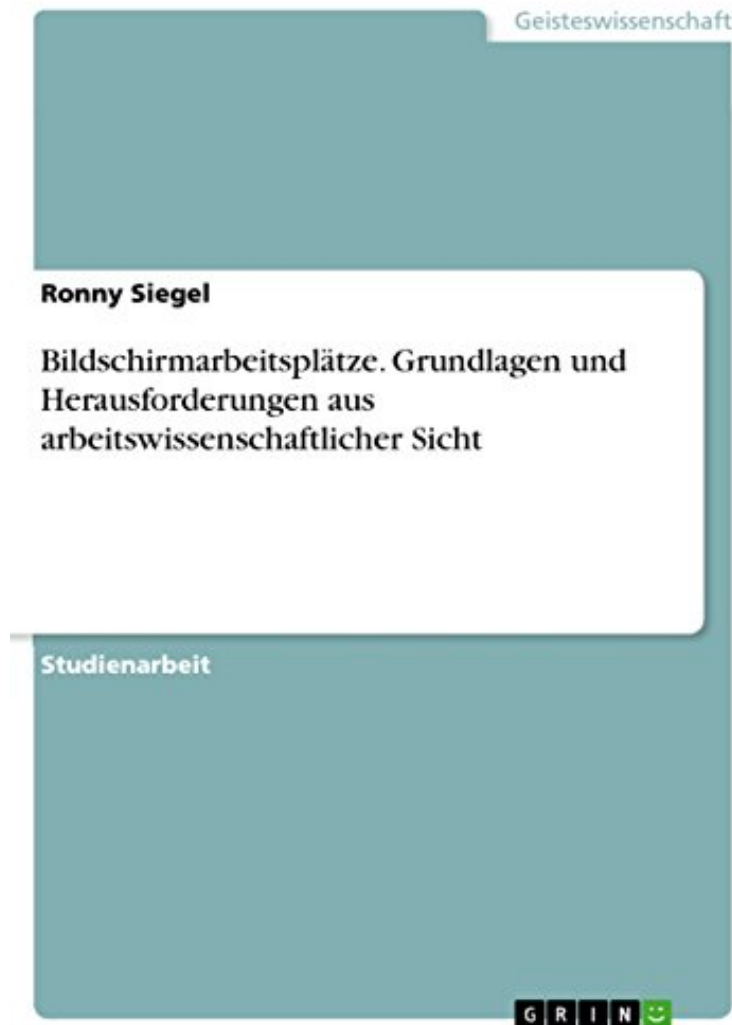 Geisteswissenschaft
Ronny Siegel
Bildschirmarbeitsplätze. Grundlagen und
Herausforderungen aus
arbeitswissenschaftlicher Sicht
Studienarbeit
GRIN